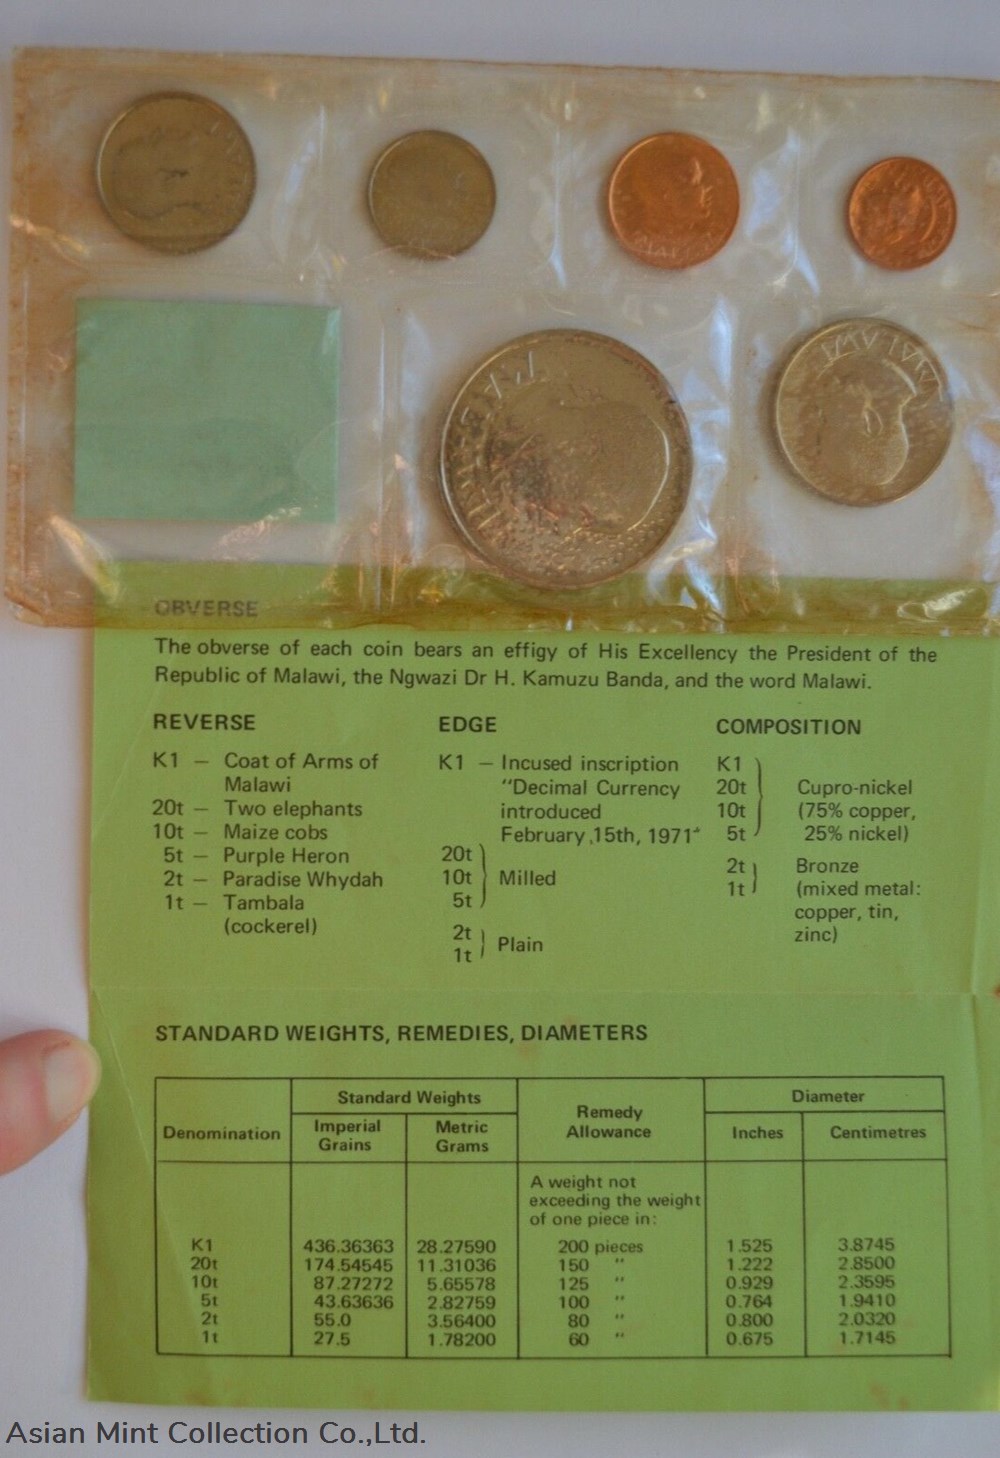 MALAWI
OBVERSE
The obverse of each coin bears an effigy of His Excellency the President of the
Republic of Malawi, the Ngwazi Dr H. Kamuzu Banda, and the word Malawi.
REVERSE
K1 — Coat of Arms of
Malawi
20t — Two elephants
10t — Maize cobs
5t — Purple Heron
2t — Paradise Whydah
1t — Tambala
(cockerel)
EDGE
K1 — Incused inscription
"Decimal Currency
introduced
February 15th, 1971"
20t
10t Milled
5t
2t
1t Plain
COMPOSITION
K1
20t Cupro-nickel
10t (75% copper,
5t 25% nickel)
2t Bronze
1t (mixed metal:
copper, tin,
zinc)
STANDARD WEIGHTS, REMEDIES, DIAMETERS
Denomination Standard Weights Remedy Allowance Diameter
Imperial Grains Metric Grams Inches Centimetres
A weight not
exceeding the weight
of one piece in:
K1 436.36363 28.27590 200 pieces 1.525 3.8745
20t 174.54545 11.31036 150 " 1.222 2.8500
10t 87.27272 5.65578 125 " 0.929 2.3595
5t 43.63636 2.82759 100 " 0.764 1.9410
2t 55.0 3.56400 80 " 0.800 2.0320
1t 27.5 1.78200 60 " 0.675 1.7145
Asian Mint Collection Co.,Ltd.